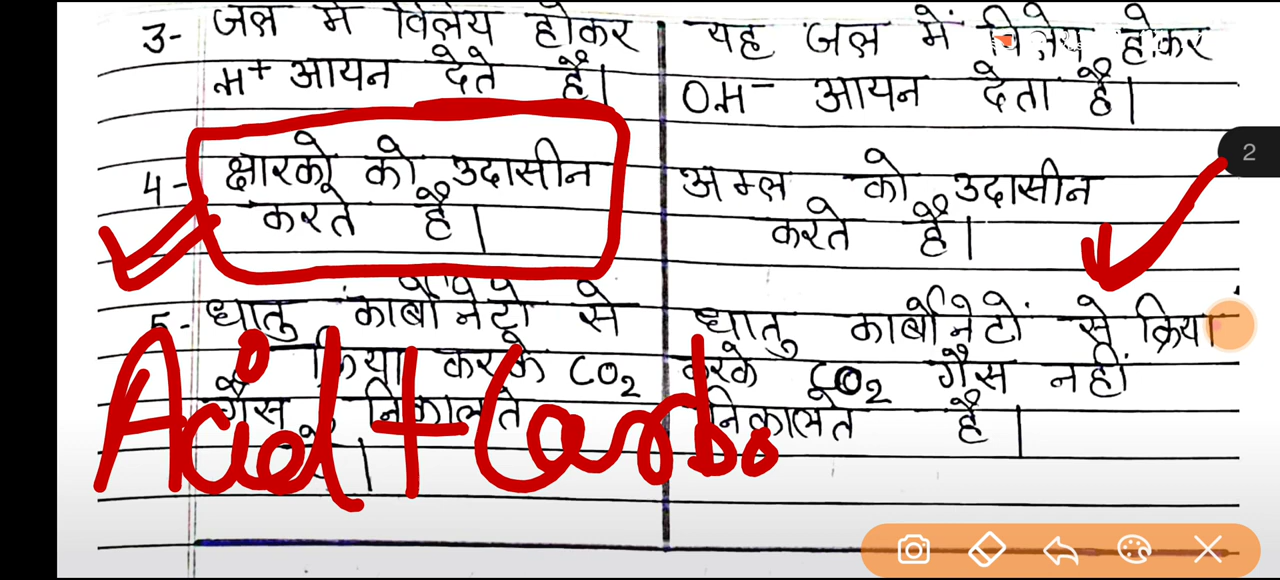 3- जल में विलेय होकर
H+ आयन देते है।
4- क्षारको को उदासीन
करते है।
5- धातु कार्बोनेटो से
क्रिया करके CO2
गैस निकालते
है।
यह जल में विलेय होकर
OH- आयन देता है।
अम्ल को उदासीन
करते है।
धातु कार्बोनेटों से क्रिया
करके CO2 गैस नहीं
निकालते है।
Acid + Carbo
2